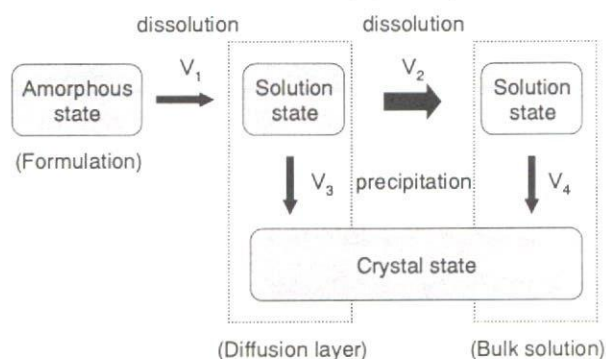 dissolution
dissolution
V1
V2
Amorphous
state
Solution
state
Solution
state
(Formulation)
V3
precipitation
V4
Crystal state
(Diffusion layer)
(Bulk solution)